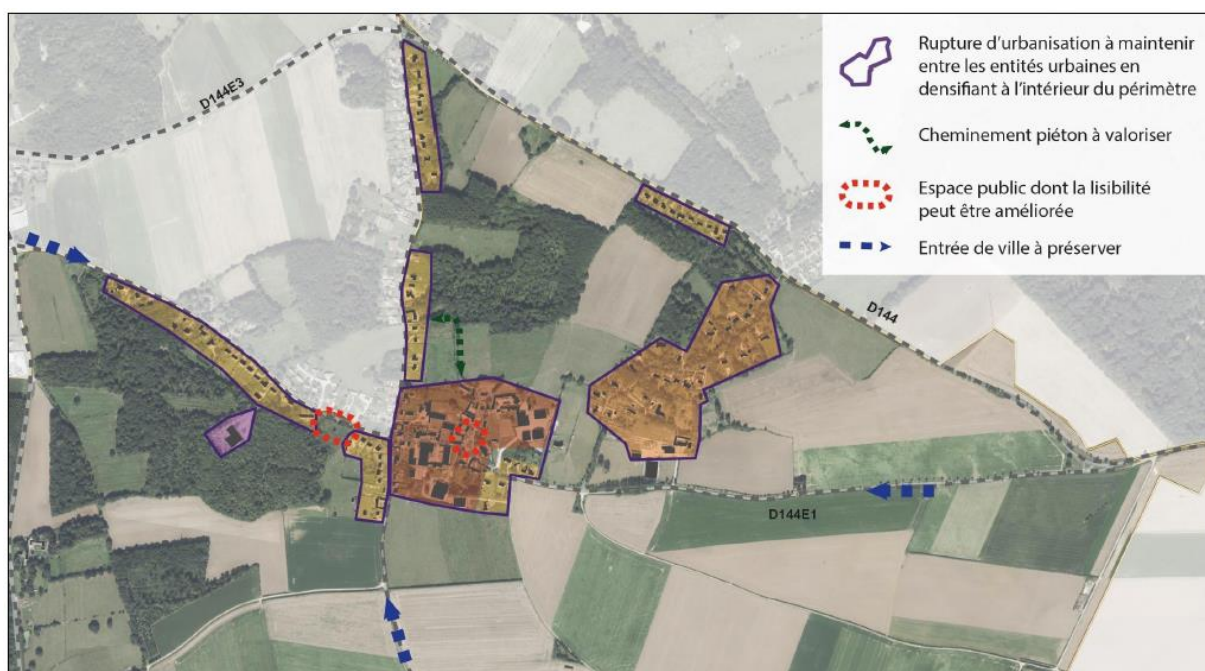 Rupture d'urbanisation à maintenir
entre les entités urbaines en
densifiant à l'intérieur du périmètre
Cheminement piéton à valoriser
Espace public dont la lisibilité
peut être améliorée
Entrée de ville à préserver
D144E3
D144
D144E1